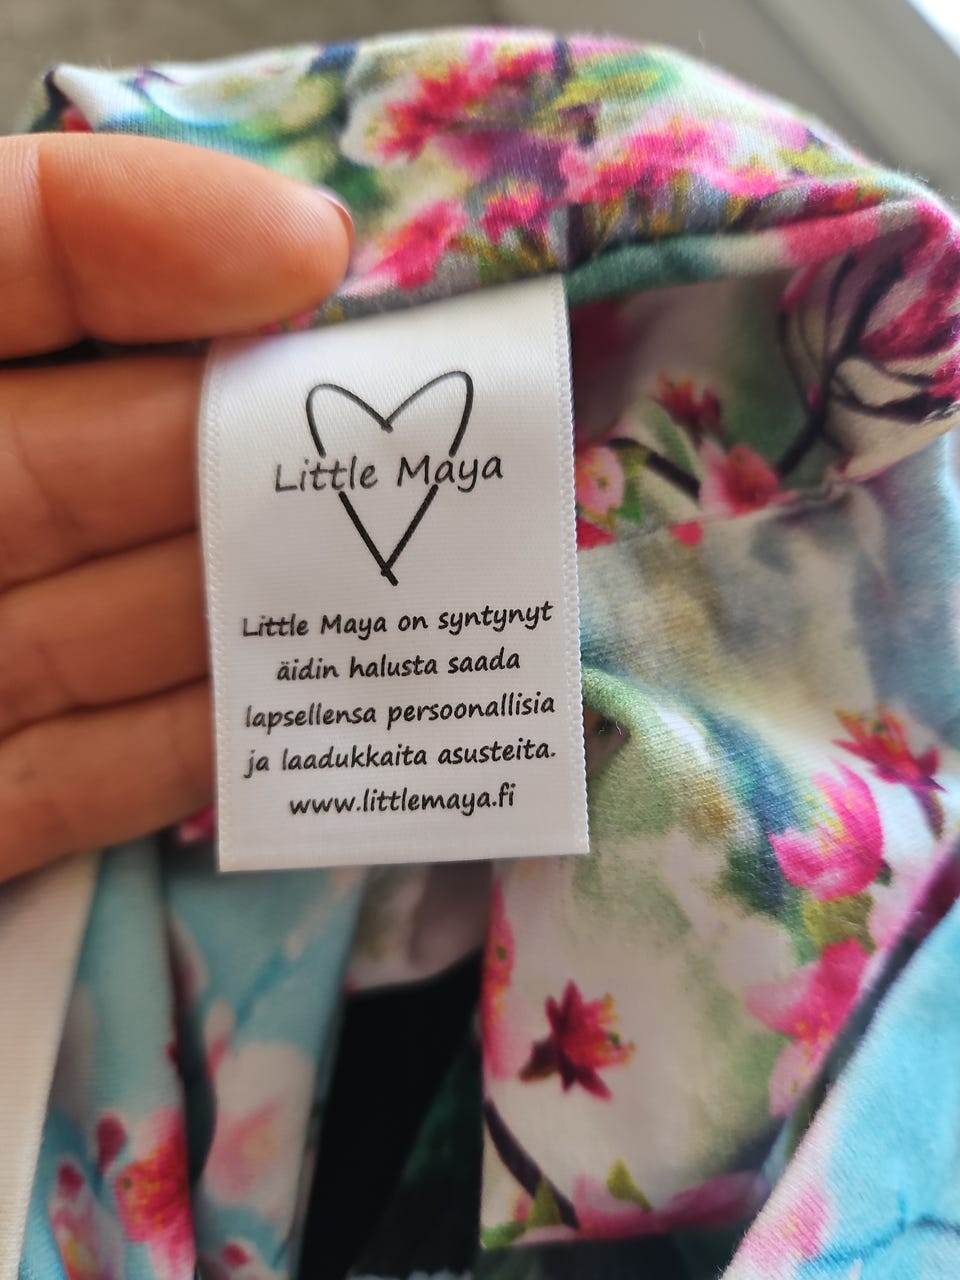 Little Maya
Little Maya on syntynyt
äidin halusta saada
lapsellensa persoonallisia
ja laadukkaita asusteita.
www.littlemaya.fi